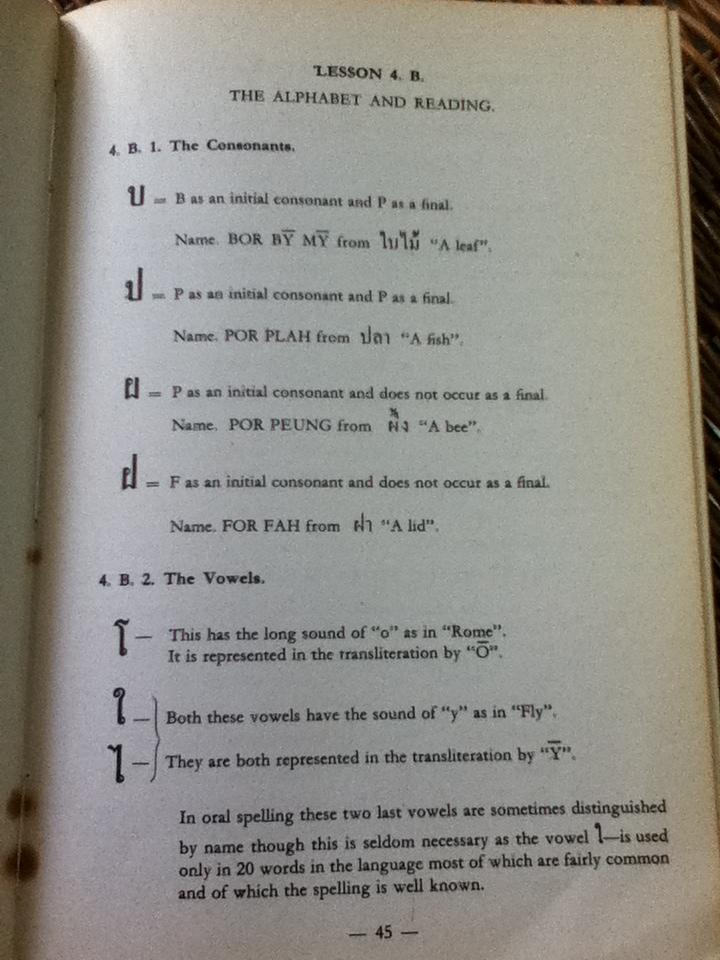 LESSON 4. B.
THE ALPHABET AND READING.
4. B. 1. The Consonants.
บ = B as an initial consonant and P as a final.
Name. BOR BȲ MȲ from ใบไม้ "A leaf".
ป = P as an initial consonant and P as a final.
Name. POR PLAH from ปลา "A fish".
ผ = P as an initial consonant and does not occur as a final.
Name. POR PEUNG from ผึ้ง "A bee".
ฝ = F as an initial consonant and does not occur as a final.
Name. FOR FAH from ฝา "A lid".
4. B. 2. The Vowels.
โ — This has the long sound of "o" as in "Rome".
It is represented in the transliteration by "Ō".
ใ — Both these vowels have the sound of "y" as in "Fly".
ไ — They are both represented in the transliteration by "Ȳ".
In oral spelling these two last vowels are sometimes distinguished
by name though this is seldom necessary as the vowel ใ—is used
only in 20 words in the language most of which are fairly common
and of which the spelling is well known.
— 45 —